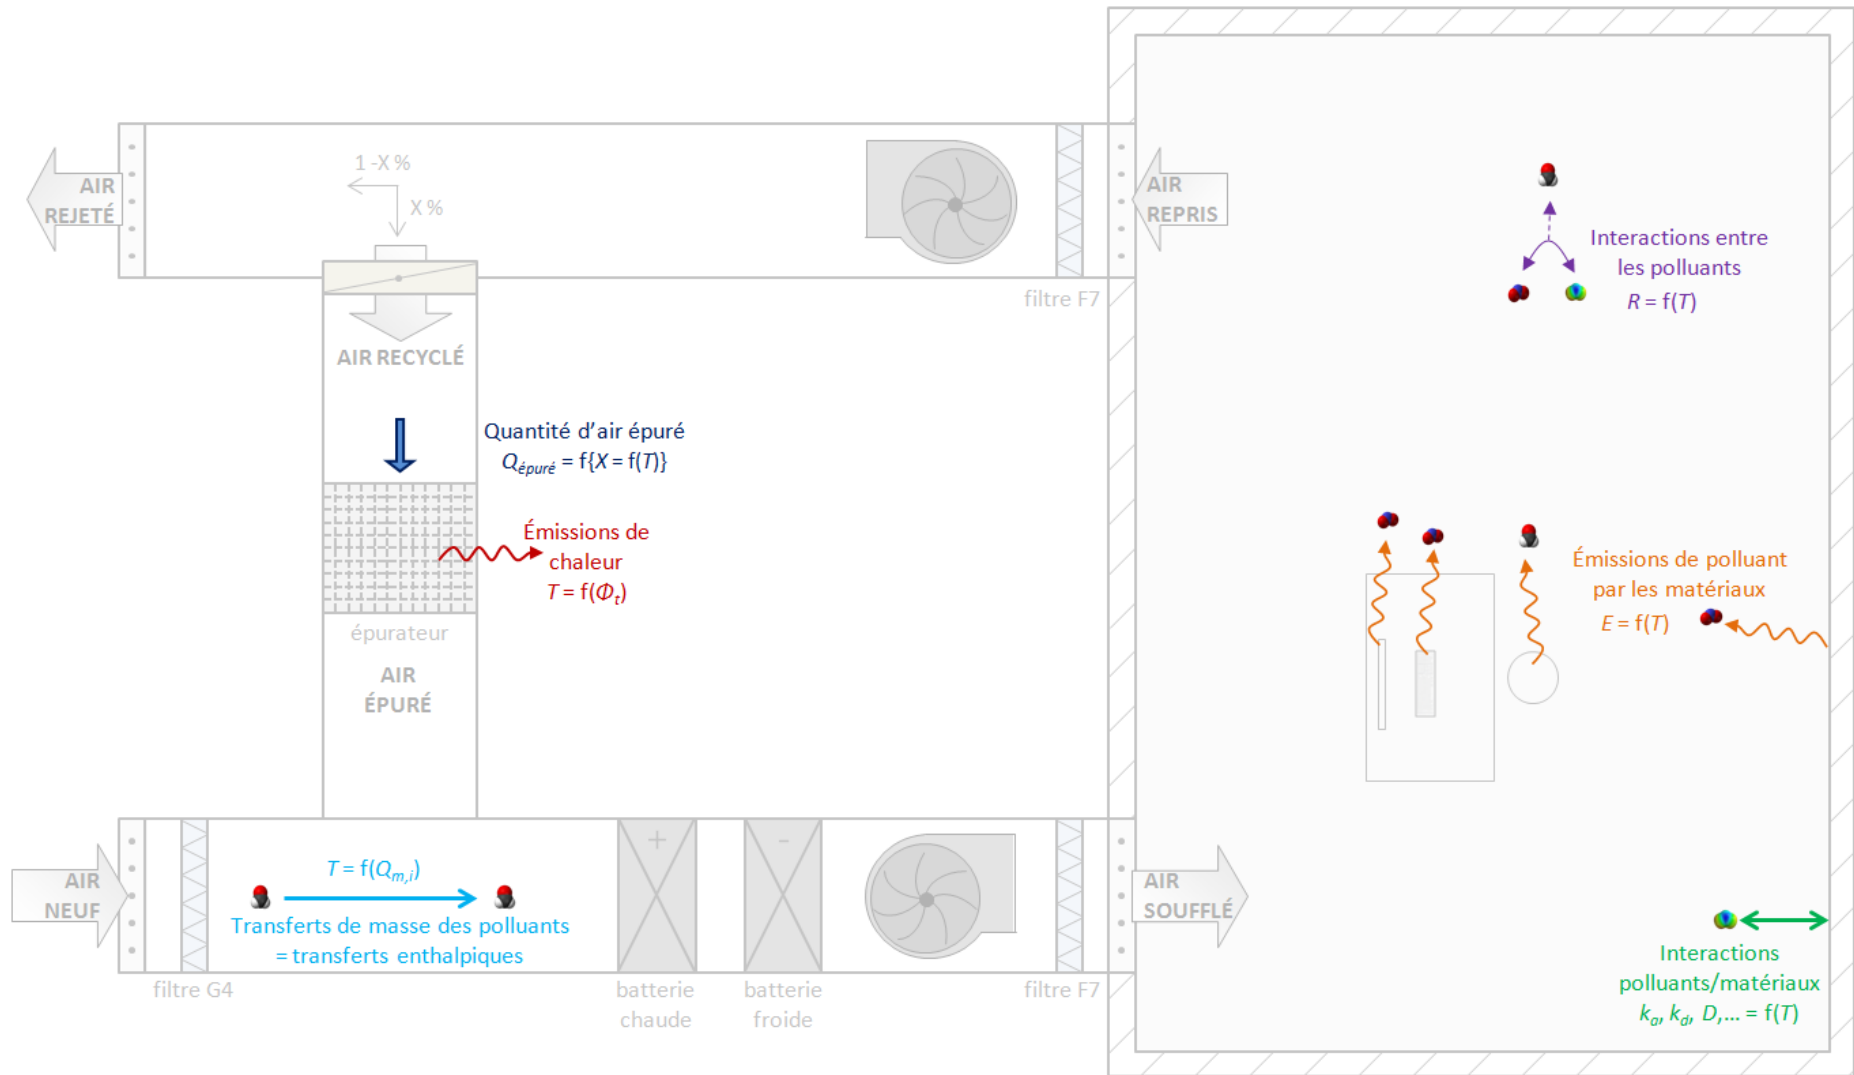 1 -X %
X %
AIR
REJETÉ
AIR
REPRIS
filtre F7
AIR RECYCLÉ
Quantité d’air épuré
Qépuré = f{X = f(T)}
Émissions de
chaleur
T = f(Φt)
épurateur
AIR
ÉPURÉ
Interactions entre
les polluants
R = f(T)
Émissions de polluant
par les matériaux
E = f(T)
+
-
AIR
NEUF
T = f(Qm,i)
Transferts de masse des polluants
= transferts enthalpiques
AIR
SOUFFLÉ
filtre G4
batterie
chaude
batterie
froide
filtre F7
Interactions
polluants/matériaux
ka, kd, D,... = f(T)